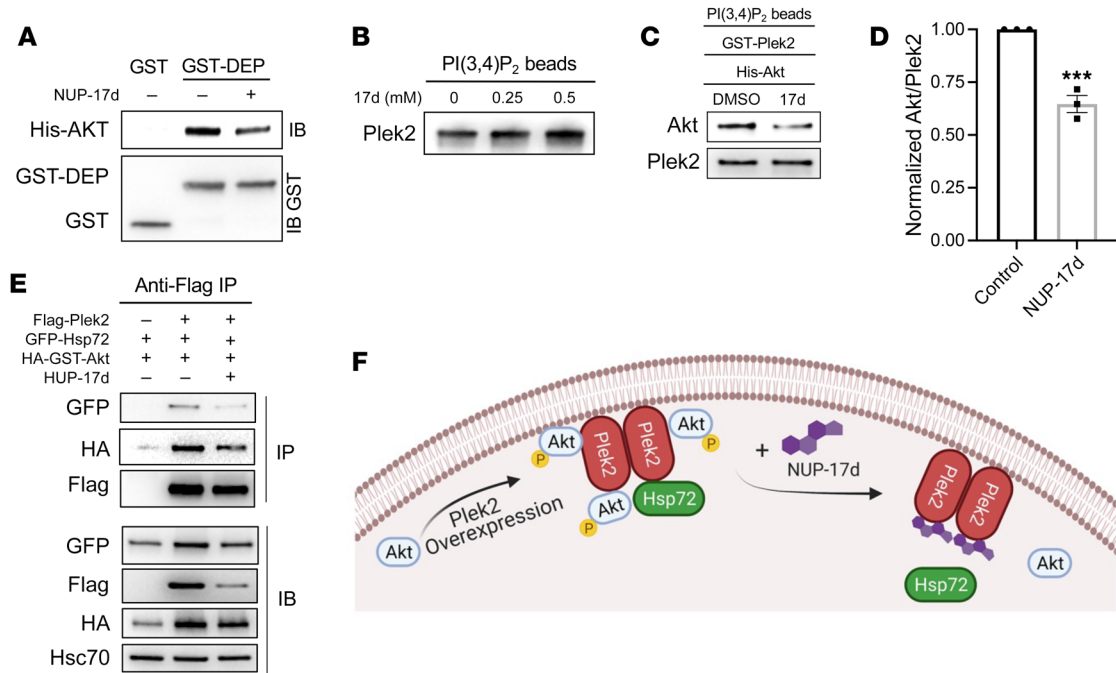 A
GST GST-DEP
NUP-17d – – +
His-AKT IB
GST-DEP
GST
IB GST
B
PI(3,4)P2 beads
17d (mM) 0 0.25 0.5
Plek2
C
PI(3,4)P2 beads
GST-Plek2
His-Akt
DMSO 17d
Akt
Plek2
D
Normalized Akt/Plek2
1.00
0.75
0.50
0.25
0.00
***
Control
NUP-17d
E
Anti-Flag IP
Flag-Plek2 – + +
GFP-Hsp72 + + +
HA-GST-Akt + + +
HUP-17d – – +
GFP
HA
Flag
IP
GFP
Flag
HA
Hsc70
IB
F
Akt
Plek2
Overexpression
Akt
P
Plek2
Plek2
Akt
P
Akt
P
Hsp72
+
NUP-17d
Plek2
Plek2
Hsp72
Akt